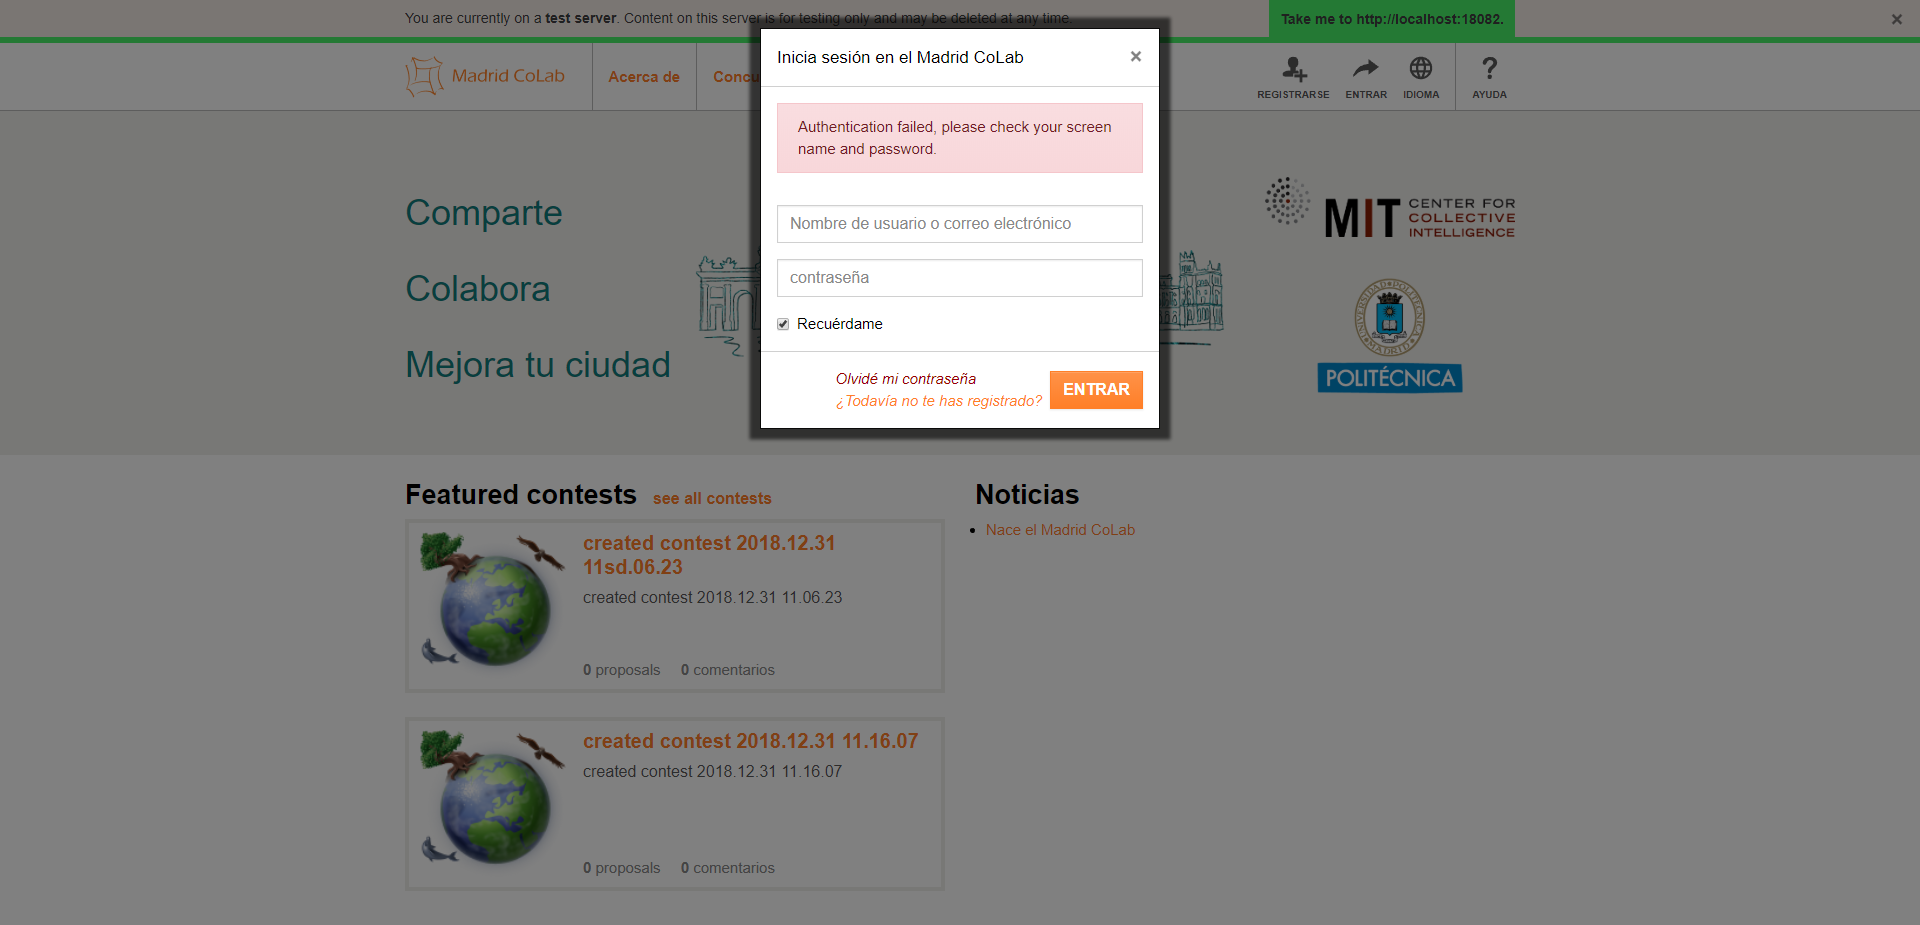 You are currently on a test server. Content on this server is for testing only and may be deleted at any time.
Take me to http://localhost:18082.
×
Madrid CoLab
Acerca de
Concu
REGISTRARSE
ENTRAR
IDIOMA
?
AYUDA
Inicia sesión en el Madrid CoLab
×
Authentication failed, please check your screen
name and password.
Nombre de usuario o correo electrónico
contraseña
Recuérdame
Olvidé mi contraseña
¿Todavía no te has registrado?
ENTRAR
Comparte
Colabora
Mejora tu ciudad
MIT
CENTER FOR
COLLECTIVE
INTELLIGENCE
UNIVERSIDAD POLITÉCNICA
MADRID
POLITÉCNICA
Featured contests
see all contests
created contest 2018.12.31
11sd.06.23
created contest 2018.12.31 11.06.23
0 proposals
0 comentarios
created contest 2018.12.31 11.16.07
created contest 2018.12.31 11.16.07
0 proposals
0 comentarios
Noticias
Nace el Madrid CoLab